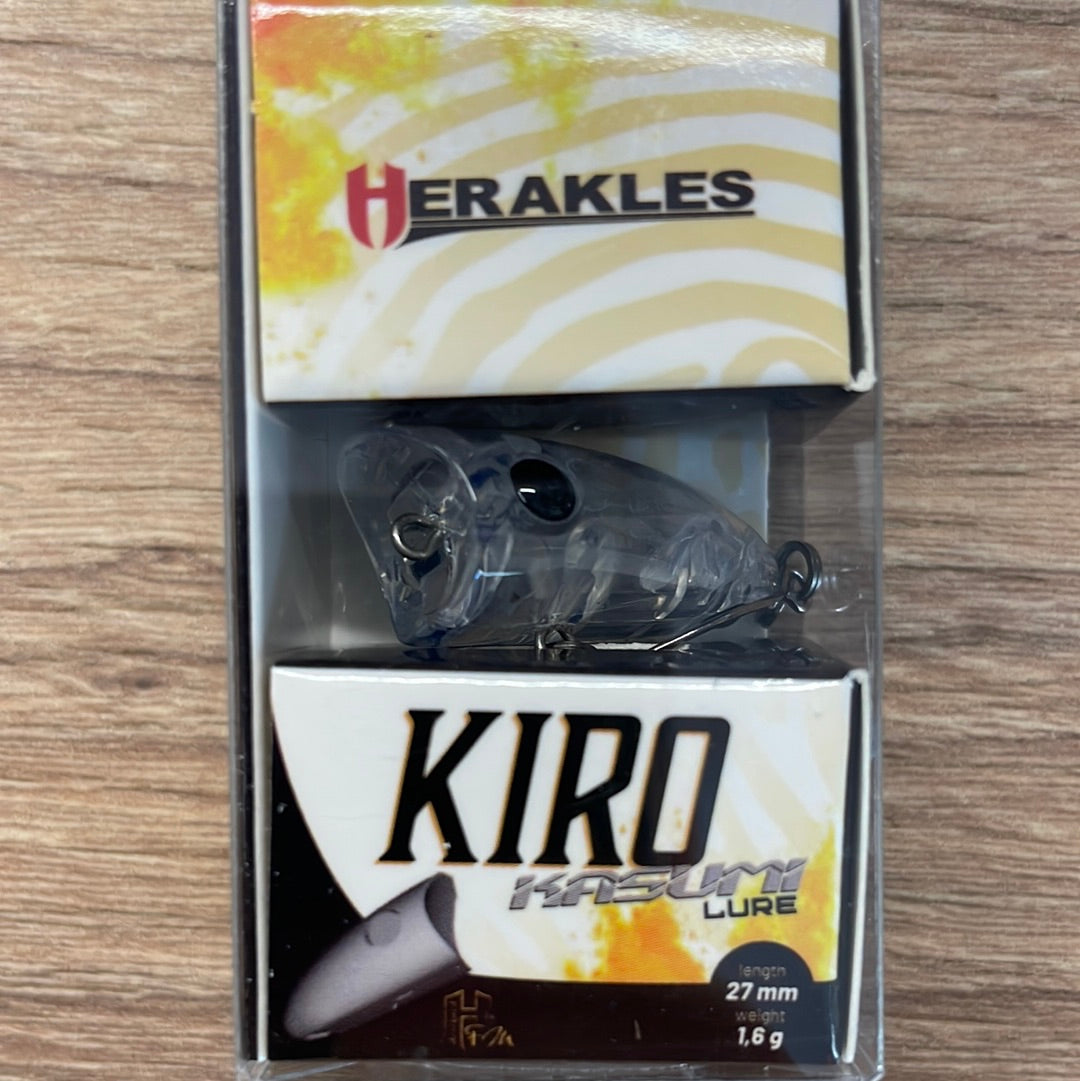 HERAKLES
KIRO
KASUMI
LURE
length
27 mm
weight
1,6 g